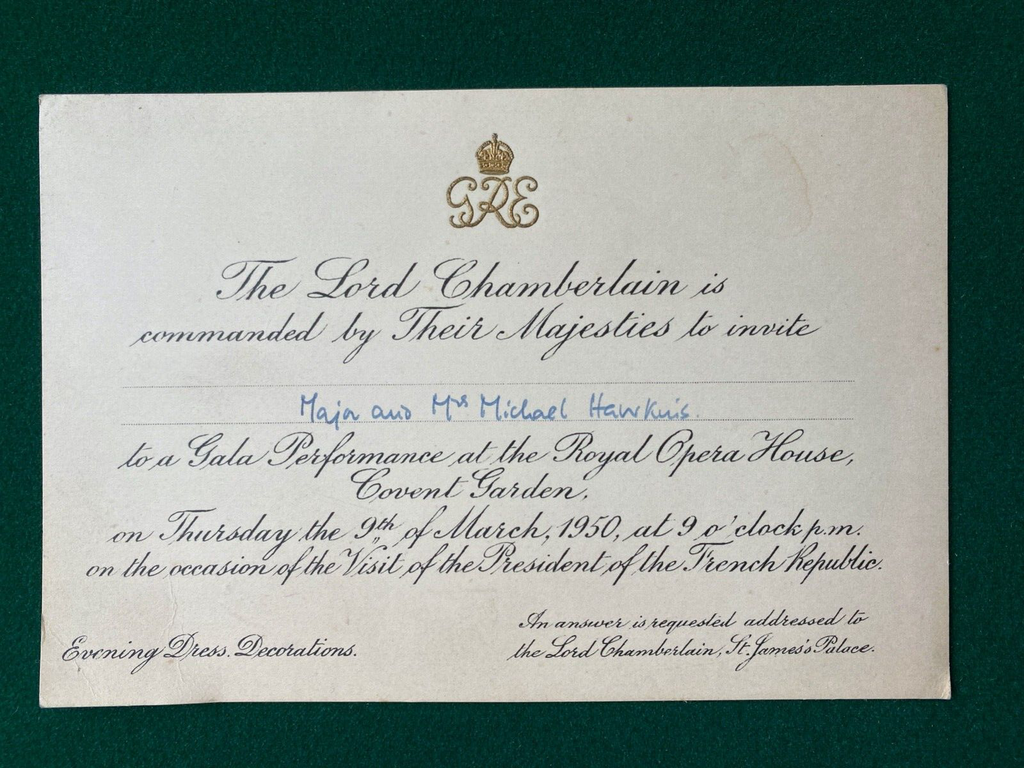 GRE
The Lord Chamberlain is
commanded by Their Majesties to invite
Major and Mrs Michael Hawkins.
to a Gala Performance at the Royal Opera House,
Covent Garden,
on Thursday the 9th of March, 1950, at 9 o'clock p.m.
on the occasion of the Visit of the President of the French Republic.
An answer is requested addressed to
Evening Dress. Decorations.
the Lord Chamberlain, St. James's Palace.